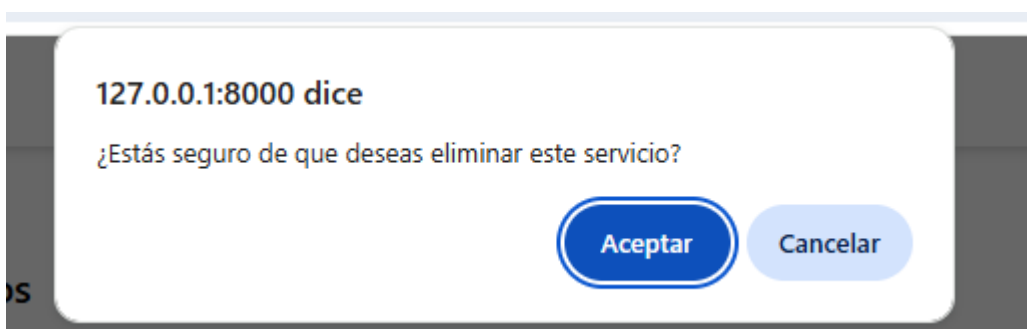 127.0.0.1:8000 dice
¿Estás seguro de que deseas eliminar este servicio?
Aceptar Cancelar